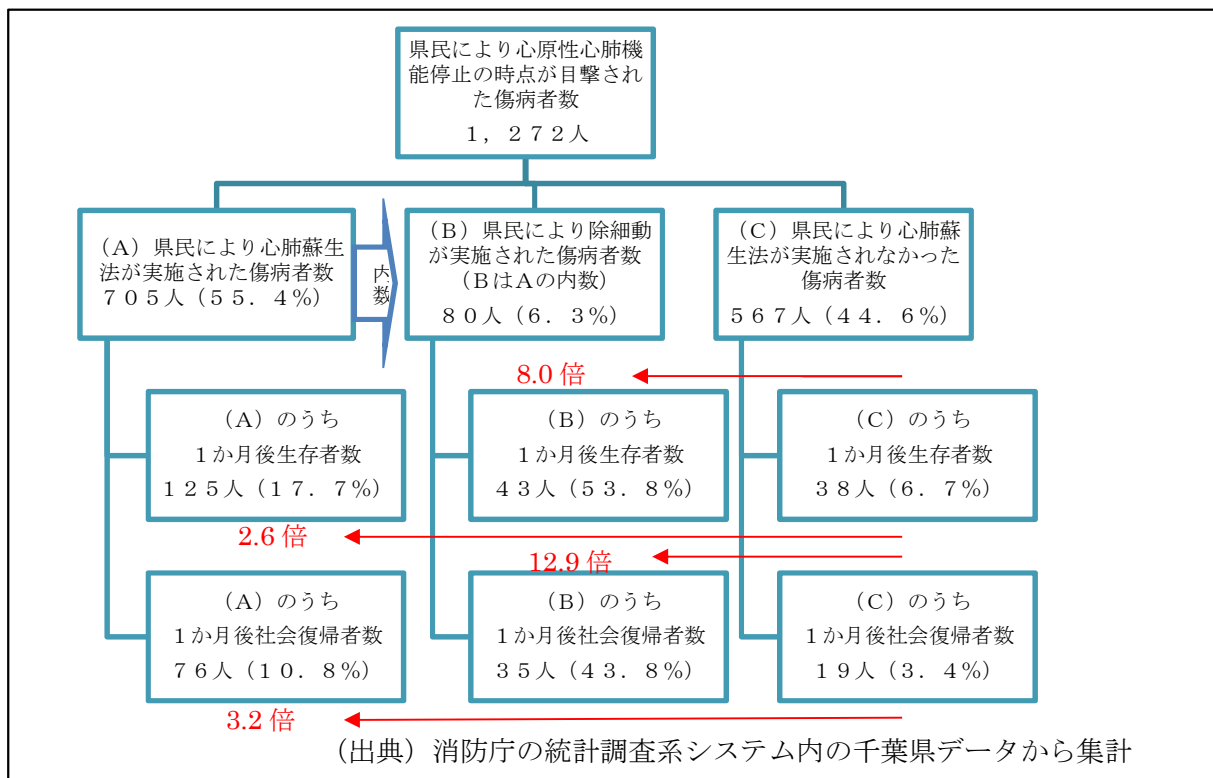 県民により心原性心肺機
能停止の時点が目撃され
た傷病者数
１，２７２人
（Ａ）県民により心肺蘇生
法が実施された傷病者数
７０５人（５５．４％）
内数
（Ｂ）県民により除細動
が実施された傷病者数
（ＢはＡの内数）
８０人（６．３％）
（Ｃ）県民により心肺蘇
生法が実施されなかった
傷病者数
５６７人（４４．６％）
8.0 倍
（Ａ）のうち
１か月後生存者数
１２５人（１７．７％）
（Ｂ）のうち
１か月後生存者数
４３人（５３．８％）
（Ｃ）のうち
１か月後生存者数
３８人（６．７％）
2.6 倍
12.9 倍
（Ａ）のうち
１か月後社会復帰者数
７６人（１０．８％）
（Ｂ）のうち
１か月後社会復帰者数
３５人（４３．８％）
（Ｃ）のうち
１か月後社会復帰者数
１９人（３．４％）
3.2 倍
（出典）消防庁の統計調査系システム内の千葉県データから集計